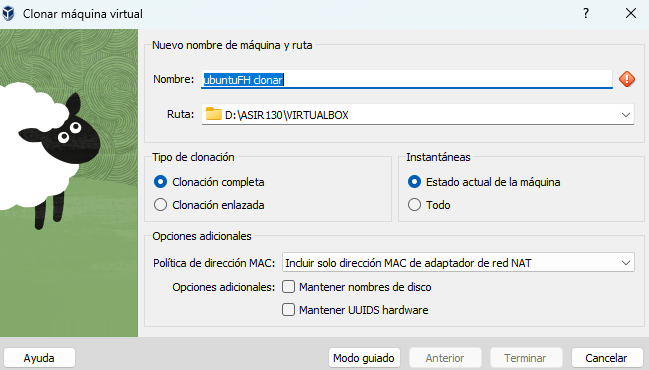 Clonar máquina virtual
Nuevo nombre de máquina y ruta
Nombre: ubuntuFH clonar
Ruta: D:\ASIR130\VIRTUALBOX
Tipo de clonación
Clonación completa
Clonación enlazada
Instantáneas
Estado actual de la máquina
Todo
Opciones adicionales
Política de dirección MAC: Incluir solo dirección MAC de adaptador de red NAT
Opciones adicionales: Mantener nombres de disco
Mantener UUIDS hardware
Ayuda Modo guiado Anterior Terminar Cancelar